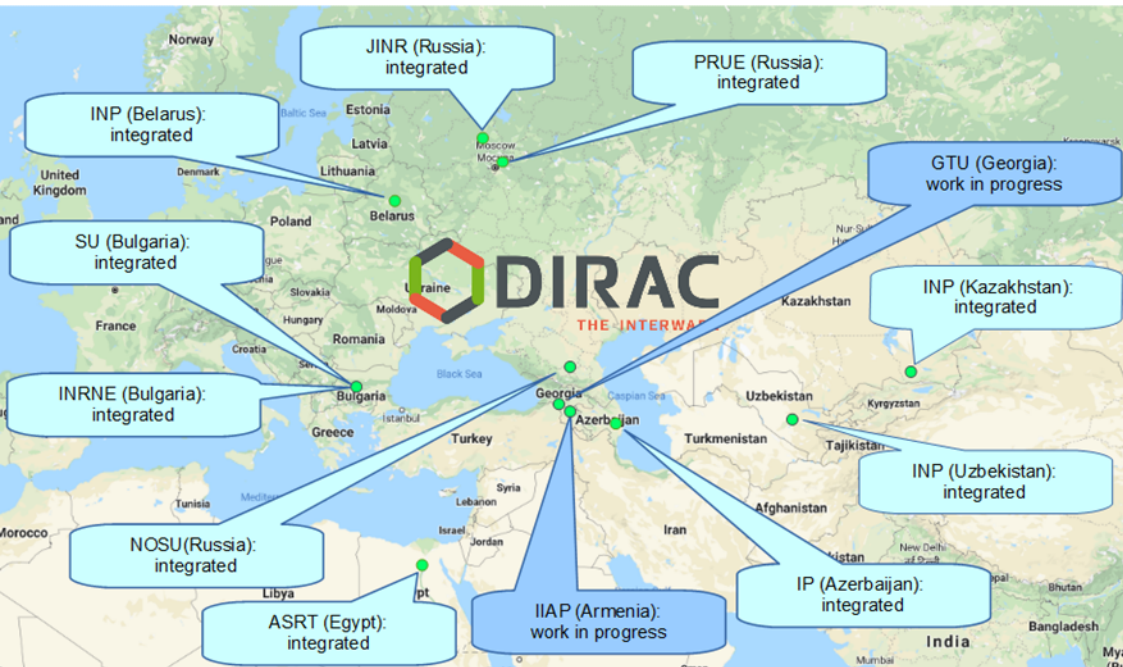 Norway
JINR (Russia):
integrated
PRUE (Russia):
integrated
INP (Belarus):
integrated
Baltic Sea
Estonia
Latvia
Moscow
Lithuania
Denmark
United
Kingdom
GTU (Georgia):
work in progress
Belarus
Poland
SU (Bulgaria):
integrated
Slovakia
Ukraine
Moldova
DIRAC
Kazakhstan
INP (Kazakhstan):
integrated
France
Hungary
THE INTERWARE
Croatia
Romania
Black Sea
Georgia
Caspian Sea
Uzbekistan
Kyrgyzstan
INRNE (Bulgaria):
integrated
Bulgaria
Istanbul
Azerbaijan
Greece
Turkey
Turkmenistan
Tajikistan
INP (Uzbekistan):
integrated
Syria
Tunisia
Lebanon
Afghanistan
Morocco
Israel
Jordan
Iran
NOSU(Russia):
integrated
New Delhi
Libya
IP (Azerbaijan):
integrated
Bhutan
ASRT (Egypt):
integrated
IIAP (Armenia):
work in progress
Bangladesh
India
Mumbai